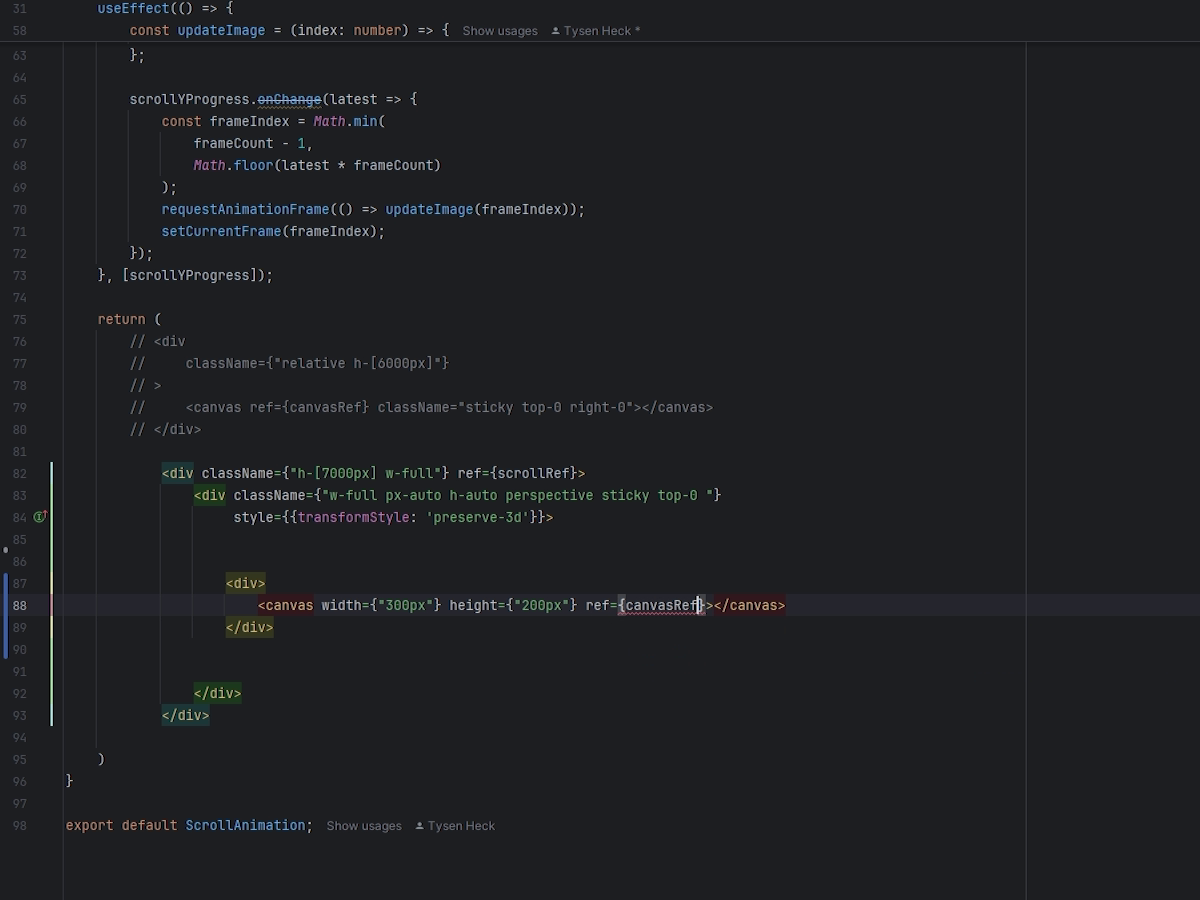 31 useEffect(() => {
58 const updateImage = (index: number) => { Show usages Tysen Heck *
63 };
64
65 scrollYProgress.onChange(latest => {
66 const frameIndex = Math.min(
67 frameCount - 1,
68 Math.floor(latest * frameCount)
69 );
70 requestAnimationFrame(() => updateImage(frameIndex));
71 setCurrentFrame(frameIndex);
72 });
73 }, [scrollYProgress]);
74
75 return (
76 // <div
77 //     className={"relative h-[6000px]"}
78 // >
79 //     <canvas ref={canvasRef} className="sticky top-0 right-0"></canvas>
80 // </div>
81
82 <div className={"h-[7000px] w-full"} ref={scrollRef}>
83 <div className={"w-full px-auto h-auto perspective sticky top-0 "}
84 style={{transformStyle: 'preserve-3d'}}>
85
86
87 <div>
88 <canvas width={"300px"} height={"200px"} ref={canvasRef}></canvas>
89 </div>
90
91
92 </div>
93 </div>
94
95 )
96 }
97
98 export default ScrollAnimation; Show usages Tysen Heck